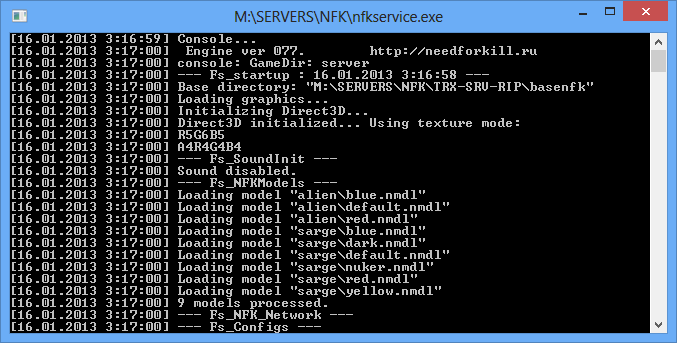 M:\SERVERS\NFK\nfkservice.exe
[16.01.2013 3:16:59] Console...
[16.01.2013 3:17:00]  Engine ver 077.        http://needforkill.ru
[16.01.2013 3:17:00] console: GameDir: server
[16.01.2013 3:17:00] --- Fs_startup : 16.01.2013 3:16:58 ---
[16.01.2013 3:17:00] Base directory: "M:\SERVERS\NFK\TRX-SRV-RIP\basenfk"
[16.01.2013 3:17:00] Loading graphics...
[16.01.2013 3:17:00] Initializing Direct3D...
[16.01.2013 3:17:00] Direct3D initialized... Using texture mode:
[16.01.2013 3:17:00] R5G6B5
[16.01.2013 3:17:00] A4R4G4B4
[16.01.2013 3:17:00] --- Fs_SoundInit ---
[16.01.2013 3:17:00] Sound disabled.
[16.01.2013 3:17:00] --- Fs_NFKModels ---
[16.01.2013 3:17:00] Loading model "alien\blue.nmdl"
[16.01.2013 3:17:00] Loading model "alien\default.nmdl"
[16.01.2013 3:17:00] Loading model "alien\red.nmdl"
[16.01.2013 3:17:00] Loading model "sarge\blue.nmdl"
[16.01.2013 3:17:00] Loading model "sarge\dark.nmdl"
[16.01.2013 3:17:00] Loading model "sarge\default.nmdl"
[16.01.2013 3:17:00] Loading model "sarge\nuker.nmdl"
[16.01.2013 3:17:00] Loading model "sarge\red.nmdl"
[16.01.2013 3:17:00] Loading model "sarge\yellow.nmdl"
[16.01.2013 3:17:00] 9 models processed.
[16.01.2013 3:17:00] --- Fs_NFK_Network ---
[16.01.2013 3:17:00] --- Fs_Configs ---